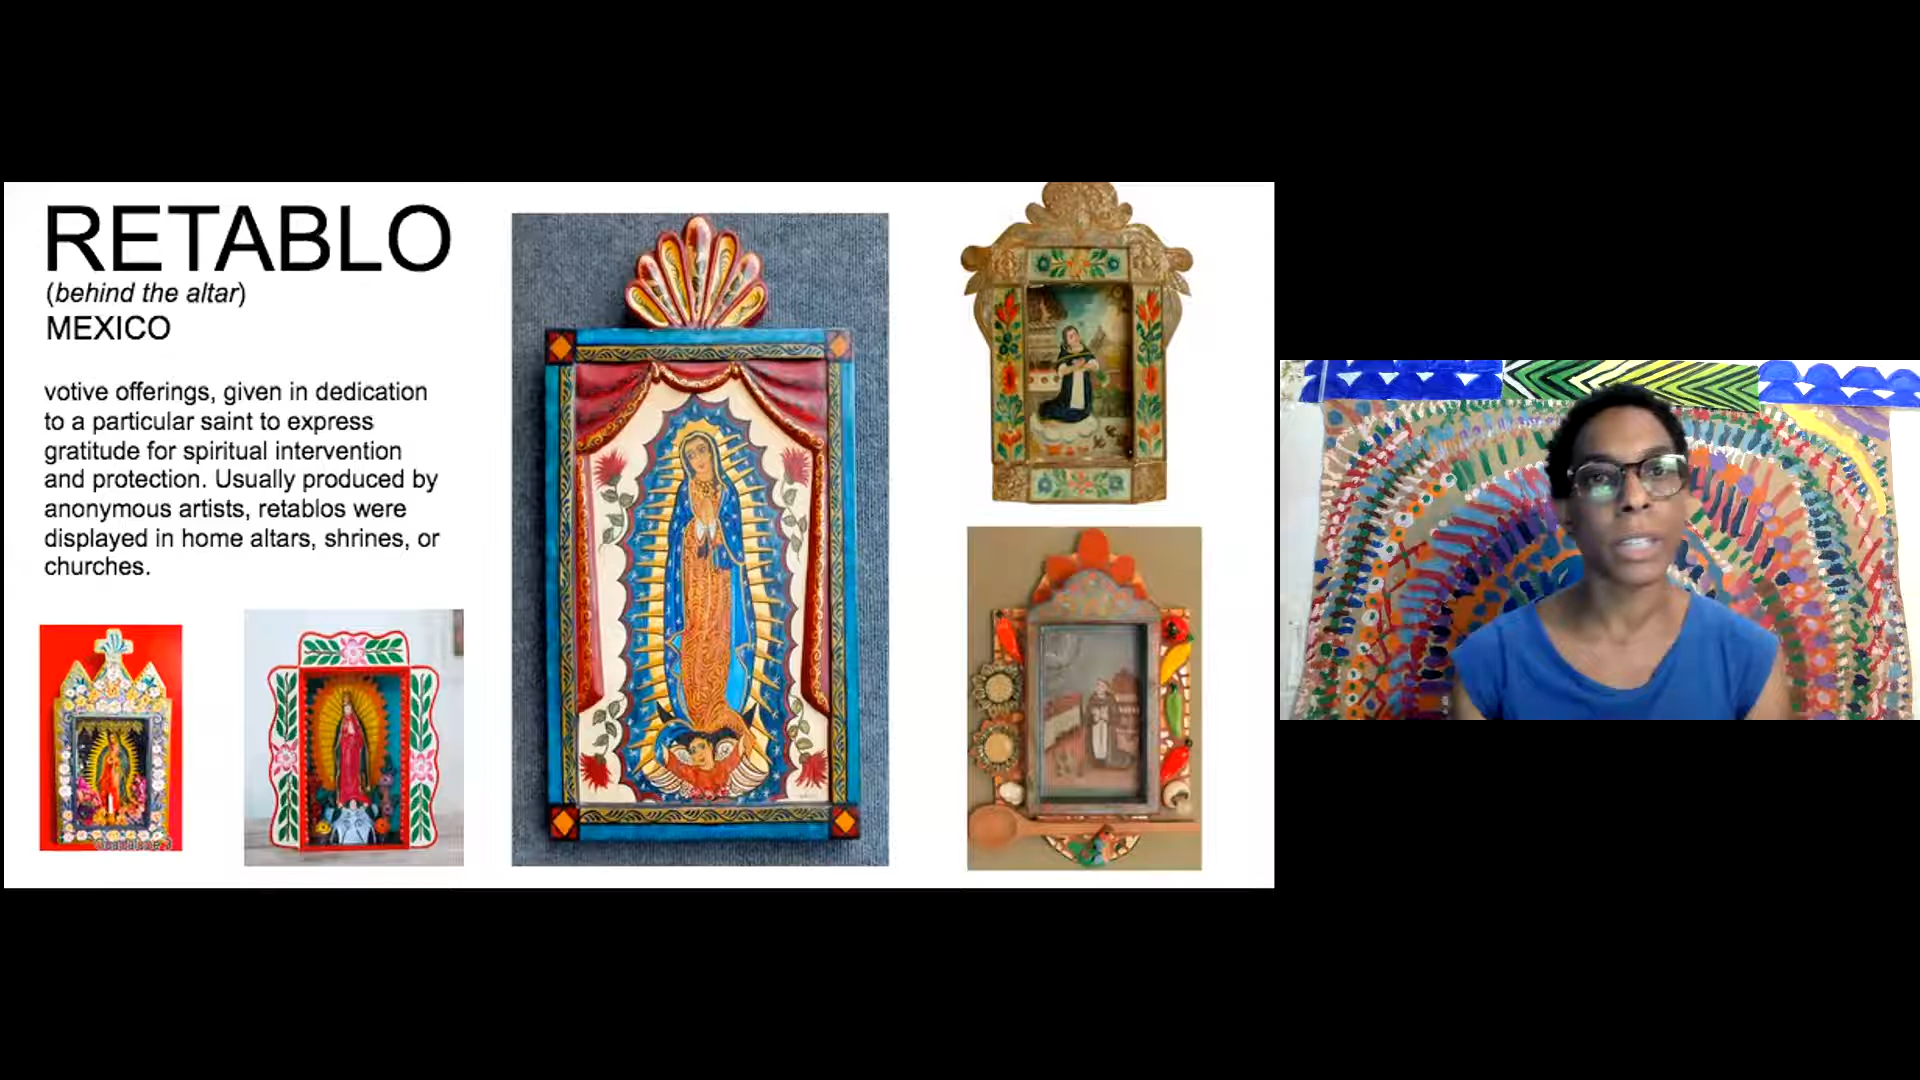 RETABLO
(behind the altar)
MEXICO
votive offerings, given in dedication
to a particular saint to express
gratitude for spiritual intervention
and protection. Usually produced by
anonymous artists, retablos were
displayed in home altars, shrines, or
churches.